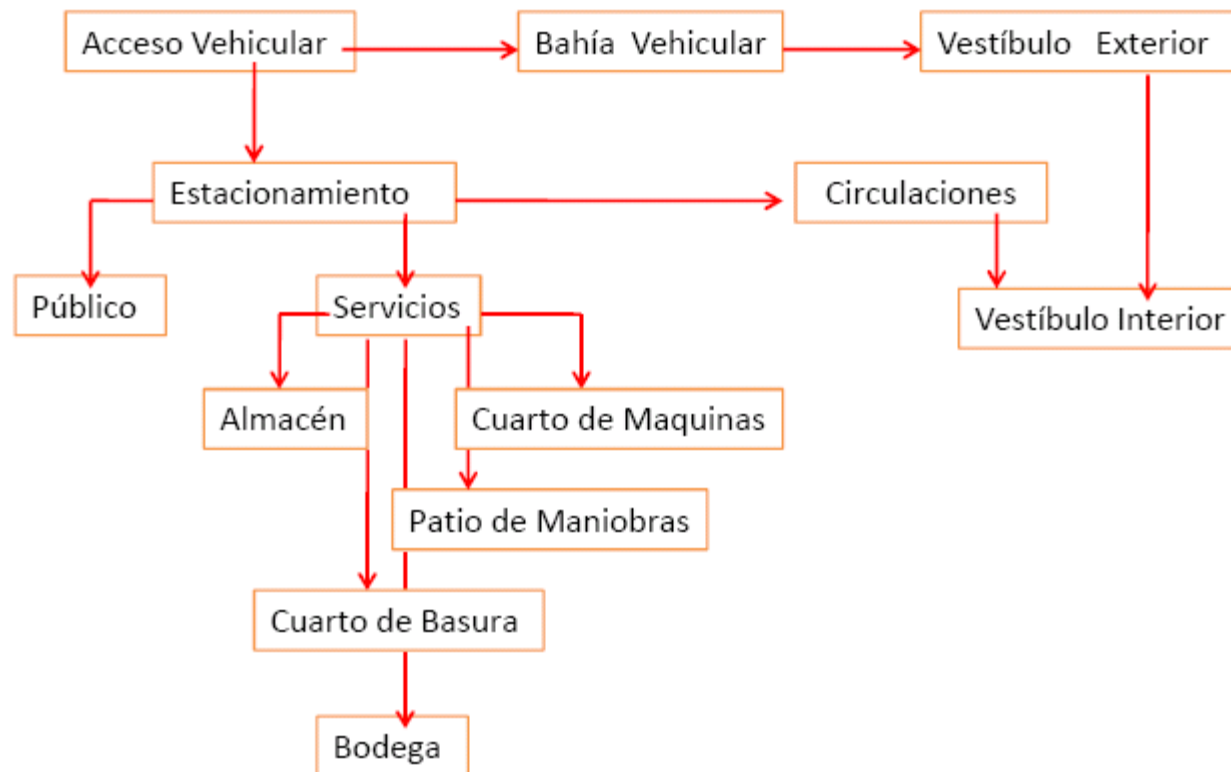 Acceso Vehicular
Bahía Vehicular
Vestíbulo Exterior
Estacionamiento
Circulaciones
Público
Servicios
Vestíbulo Interior
Almacén
Cuarto de Maquinas
Patio de Maniobras
Cuarto de Basura
Bodega